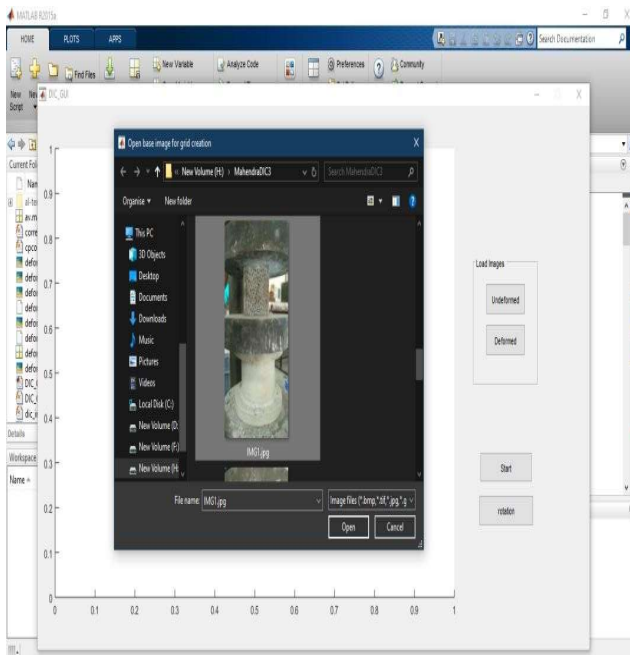 MATLAB R2015a
HOME PLOTS APPS Search Documentation
New Script
Find Files
New Variable
Analyze Code
Preferences
Community
DIC_GUI
Current Fol
Details
Workspace
Name
Open base image for grid creation
New Volume (H:) > MahendraDIC3
Search MahendraDIC3
Organise New folder
This PC
3D Objects
Desktop
Documents
Downloads
Music
Pictures
Videos
Local Disk (C:)
New Volume (D:
New Volume (F:)
New Volume (H:
IMG1.jpg
File name: IMG1.jpg
Image files (*.bmp,*.tif,*.jpg,*.g
Open Cancel
Load Images
Undeformed
Deformed
Start
rotation
1
0.9
0.8
0.7
0.6
0.5
0.4
0.3
0.2
0.1
0
0 0.1 0.2 0.3 0.4 0.5 0.6 0.7 0.8 0.9 1